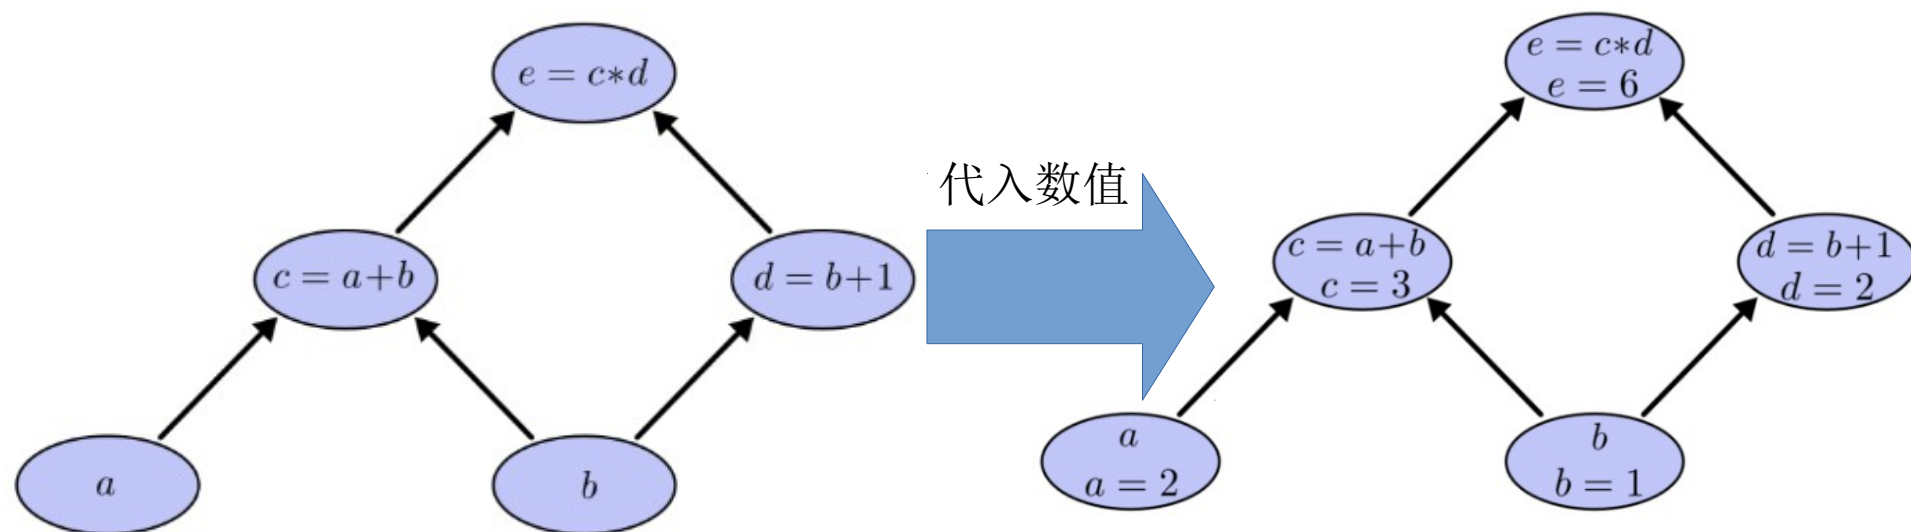 e = c*d
c = a+b
d = b+1
a
b
代入数值
e = c*d
e = 6
c = a+b
c = 3
d = b+1
d = 2
a
a = 2
b
b = 1